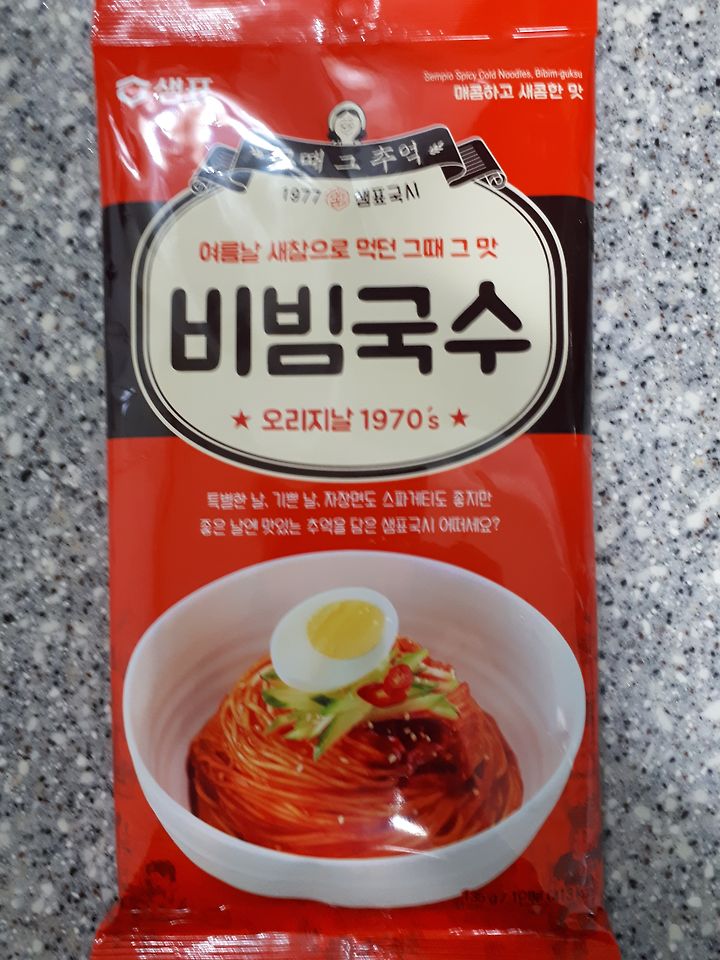 샘표
Sempio Spicy Cold Noodles, Bibim-guksu
매콤하고 새콤한 맛
때 그 추억
1977 샘표국시
여름날 새참으로 먹던 그때 그 맛
비빔국수
★ 오리지날 1970's ★
특별한 날, 기쁜 날, 자장면도 스파게티도 좋지만
좋은 날엔 맛있는 추억을 담은 샘표국시 어떠세요?